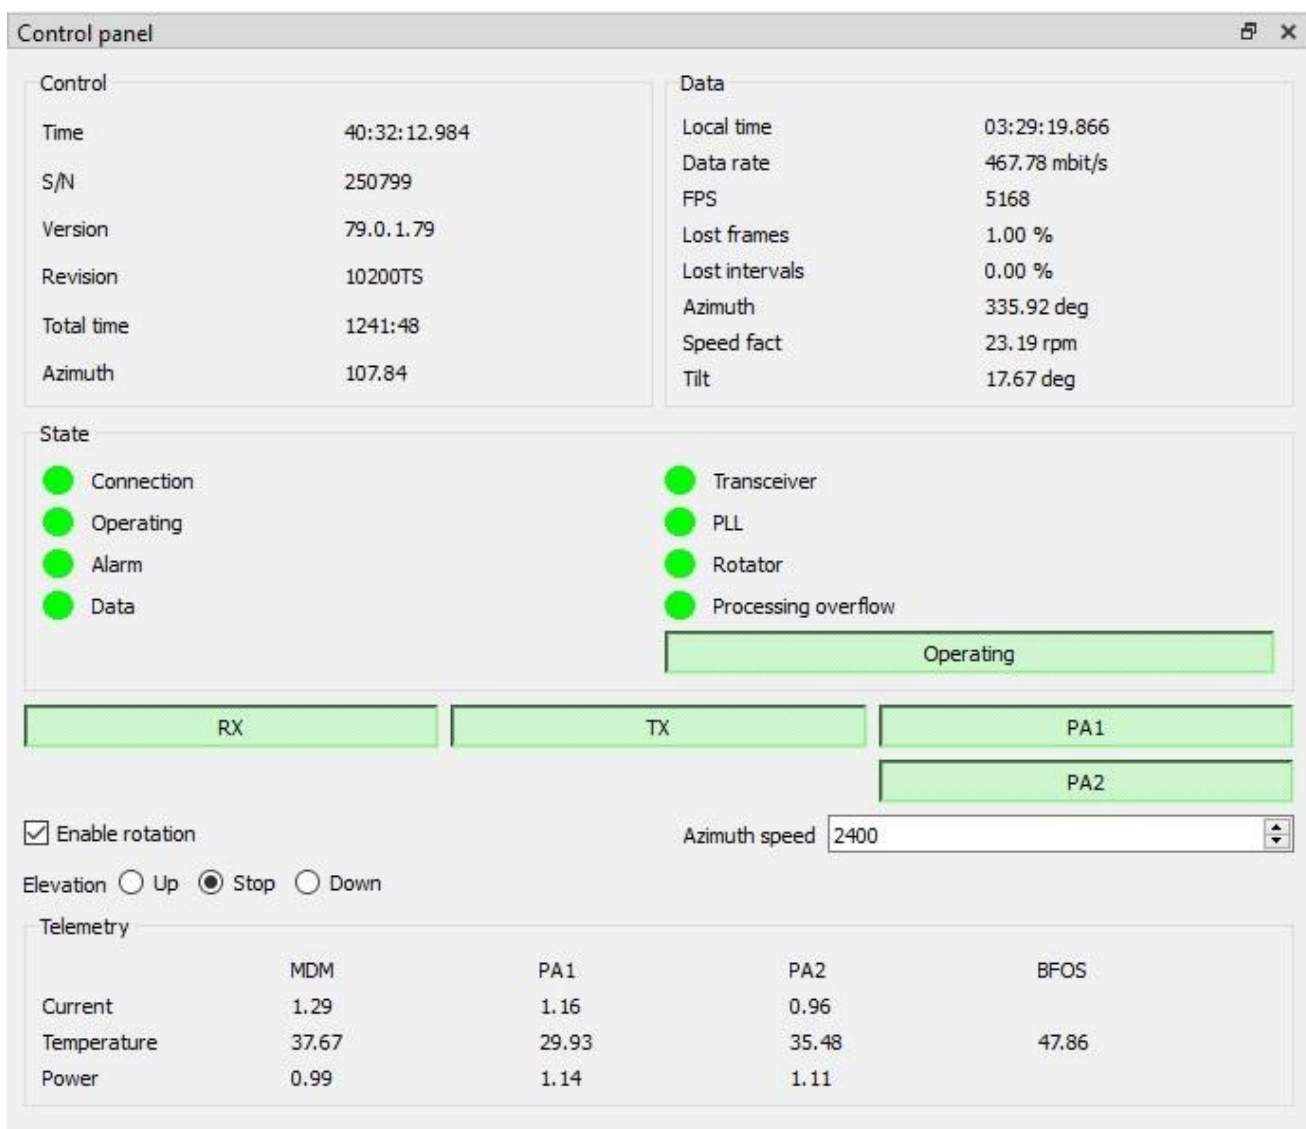 Control panel
Control
Time 40:32:12.984
S/N 250799
Version 79.0.1.79
Revision 10200TS
Total time 1241:48
Azimuth 107.84
Data
Local time 03:29:19.866
Data rate 467.78 mbit/s
FPS 5168
Lost frames 1.00 %
Lost intervals 0.00 %
Azimuth 335.92 deg
Speed fact 23.19 rpm
Tilt 17.67 deg
State
Connection
Operating
Alarm
Data
Transceiver
PLL
Rotator
Processing overflow
Operating
RX TX PA1
PA2
Enable rotation
Azimuth speed 2400
Elevation Up Stop Down
Telemetry
MDM PA1 PA2 BFOS
Current 1.29 1.16 0.96
Temperature 37.67 29.93 35.48 47.86
Power 0.99 1.14 1.11